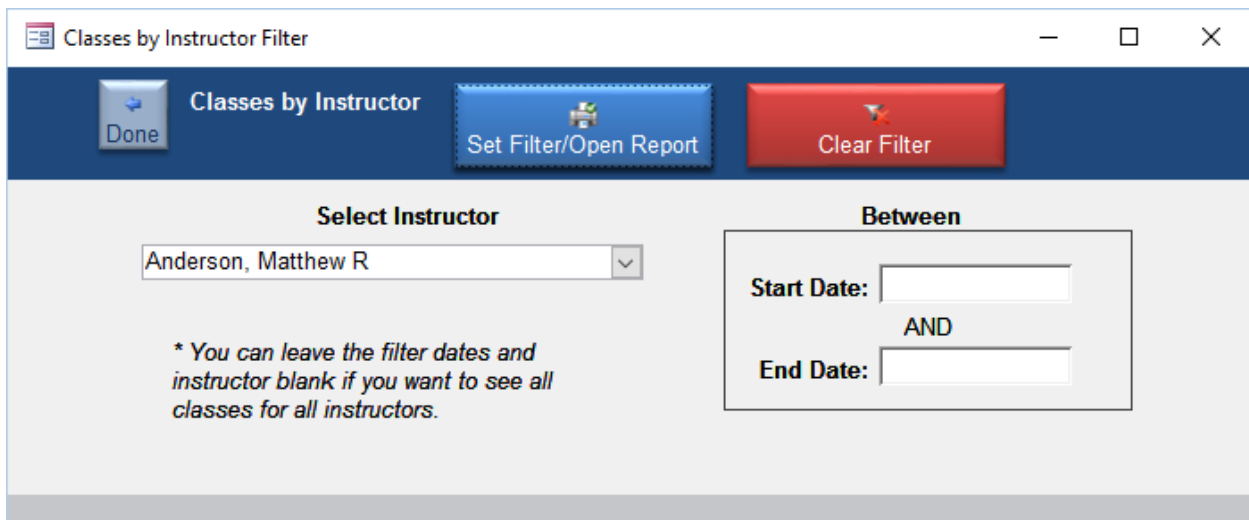 Classes by Instructor Filter
Done
Classes by Instructor
Set Filter/Open Report
Clear Filter
Select Instructor
Anderson, Matthew R
* You can leave the filter dates and
instructor blank if you want to see all
classes for all instructors.
Between
Start Date:
AND
End Date: